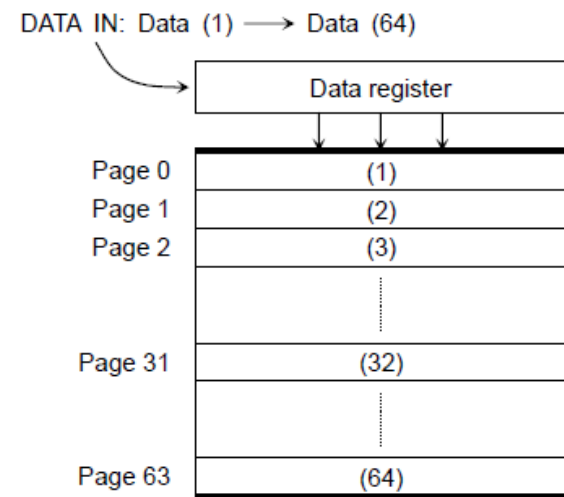 DATA IN: Data (1) → Data (64)
Data register
Page 0 (1)
Page 1 (2)
Page 2 (3)
Page 31 (32)
Page 63 (64)